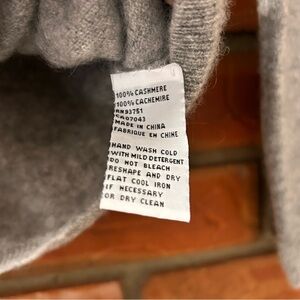 100% CASHMERE
100% CACHEMIRE
RN93751
CA07043
MADE IN CHINA
FABRIQUE EN CHINE
HAND WASH COLD
WITH MILD DETERGENT
DO NOT BLEACH
RESHAPE AND DRY
FLAT COOL IRON
IF NECESSARY
OR DRY CLEAN